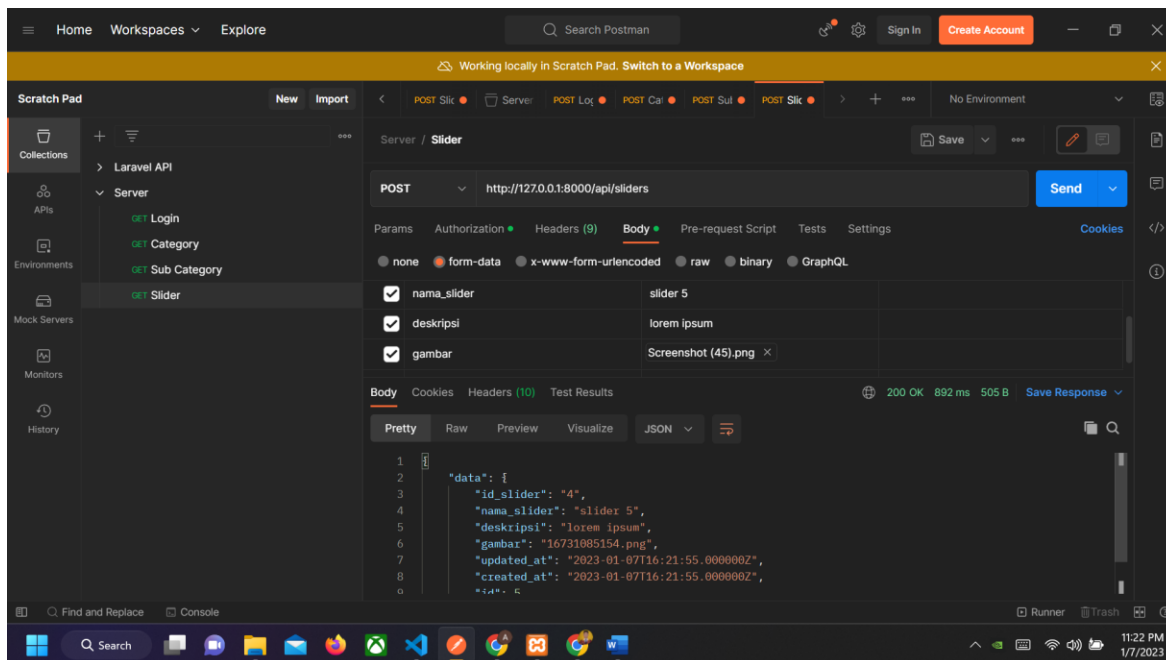 Home Workspaces Explore Search Postman Sign In Create Account
Working locally in Scratch Pad. Switch to a Workspace
Scratch Pad New Import POST Slic Server POST Log POST Cat POST Sul POST Slic No Environment
Server / Slider Save
Collections
APIs
Environments
Mock Servers
Monitors
History
Laravel API
Server
GET Login
GET Category
GET Sub Category
GET Slider
POST http://127.0.0.1:8000/api/sliders Send
Params Authorization Headers (9) Body Pre-request Script Tests Settings Cookies
none form-data x-www-form-urlencoded raw binary GraphQL
nama_slider slider 5
deskripsi lorem ipsum
gambar Screenshot (45).png
Body Cookies Headers (10) Test Results 200 OK 892 ms 505 B Save Response
Pretty Raw Preview Visualize JSON
1 {
2 "data": {
3 "id_slider": "4",
4 "nama_slider": "slider 5",
5 "deskripsi": "lorem ipsum",
6 "gambar": "16731085154.png",
7 "updated_at": "2023-01-07T16:21:55.000000Z",
8 "created_at": "2023-01-07T16:21:55.000000Z",
9 "id": 5
Find and Replace Console Runner Trash
Search 11:22 PM
1/7/2023